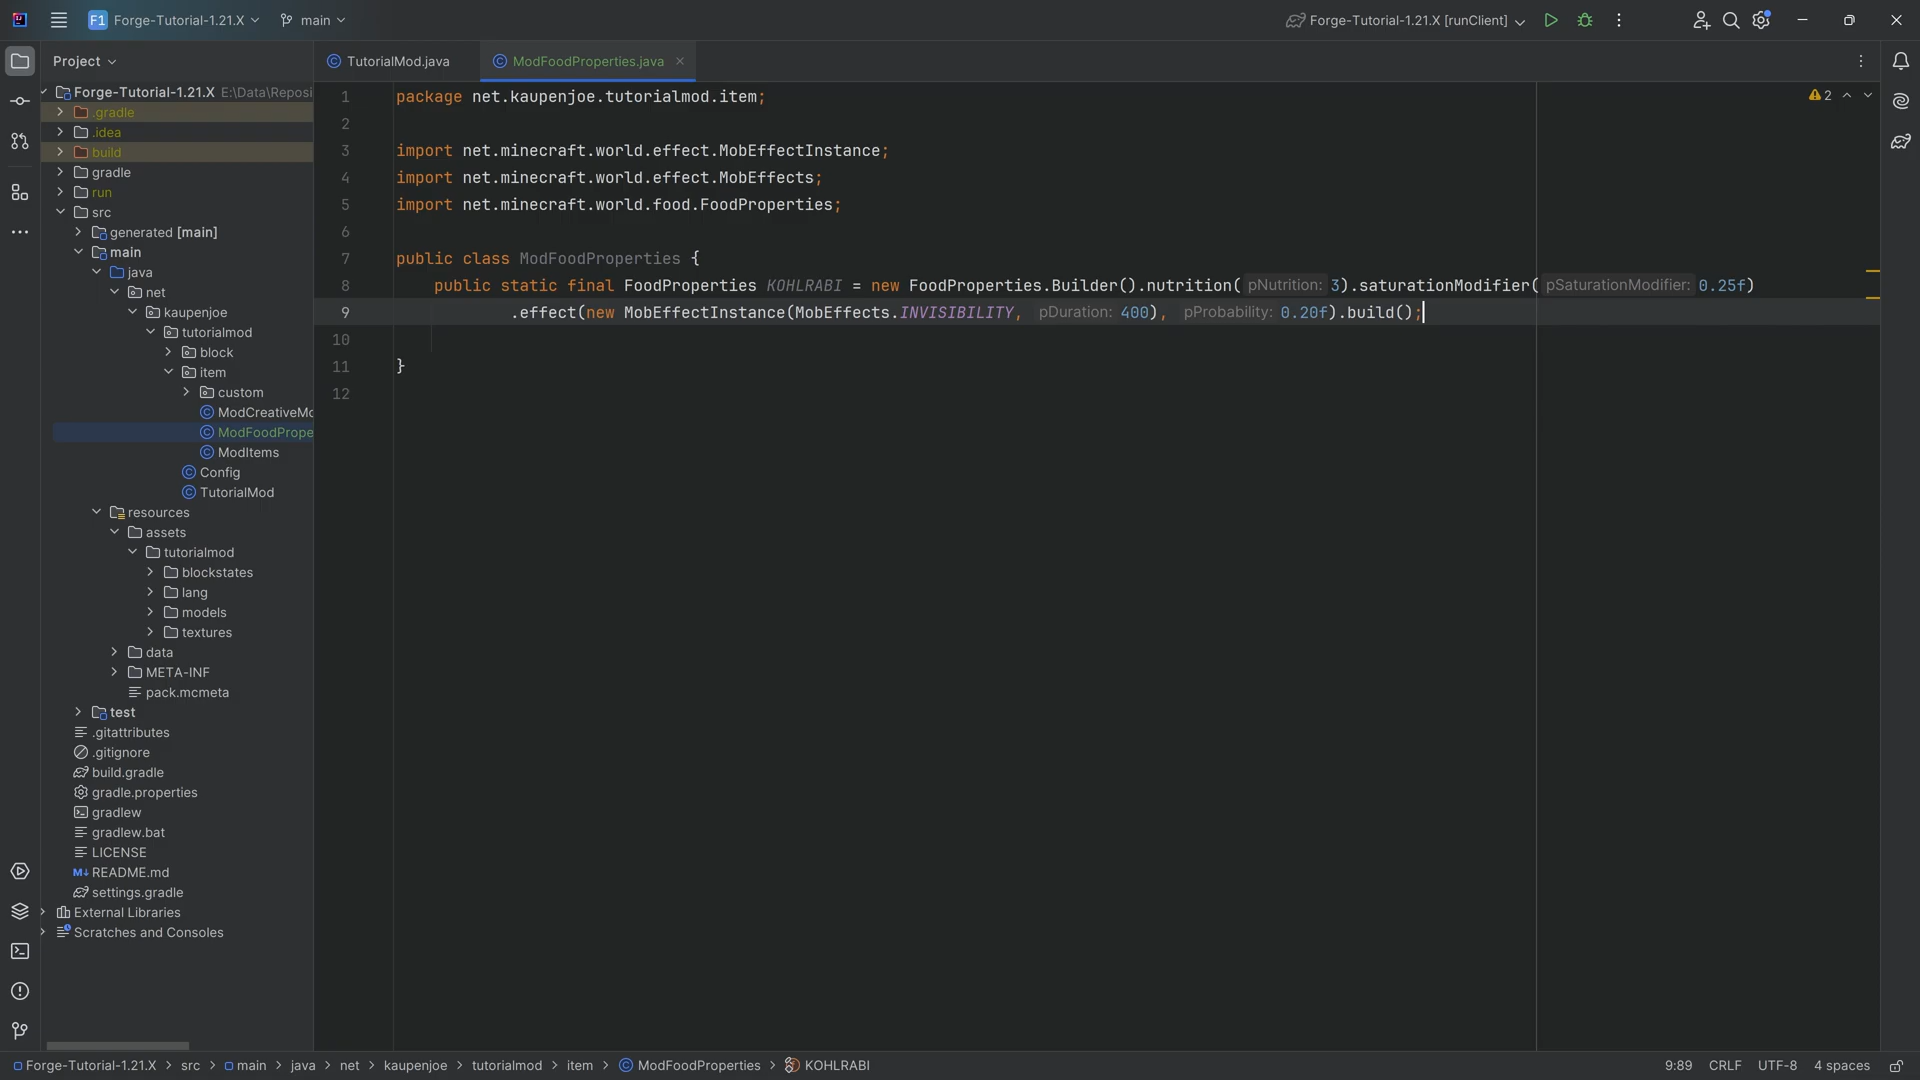 F1 Forge-Tutorial-1.21.X main Forge-Tutorial-1.21.X [runClient]
Project
TutorialMod.java ModFoodProperties.java
Forge-Tutorial-1.21.X E:\Data\Reposi
.gradle
.idea
build
gradle
run
src
generated [main]
main
java
net
kaupenjoe
tutorialmod
block
item
custom
ModCreativeMo
ModFoodPrope
ModItems
Config
TutorialMod
resources
assets
tutorialmod
blockstates
lang
models
textures
data
META-INF
pack.mcmeta
test
.gitattributes
.gitignore
build.gradle
gradle.properties
gradlew
gradlew.bat
LICENSE
M↓ README.md
settings.gradle
External Libraries
Scratches and Consoles
1 package net.kaupenjoe.tutorialmod.item; 2
2
3 import net.minecraft.world.effect.MobEffectInstance;
4 import net.minecraft.world.effect.MobEffects;
5 import net.minecraft.world.food.FoodProperties;
6
7 public class ModFoodProperties {
8 public static final FoodProperties KOHLRABI = new FoodProperties.Builder().nutrition( pNutrition: 3).saturationModifier( pSaturationModifier: 0.25f)
9 .effect(new MobEffectInstance(MobEffects.INVISIBILITY, pDuration: 400), pProbability: 0.20f).build();
10
11 }
12
Forge-Tutorial-1.21.X > src > main > java > net > kaupenjoe > tutorialmod > item > ModFoodProperties > KOHLRABI 9:89 CRLF UTF-8 4 spaces